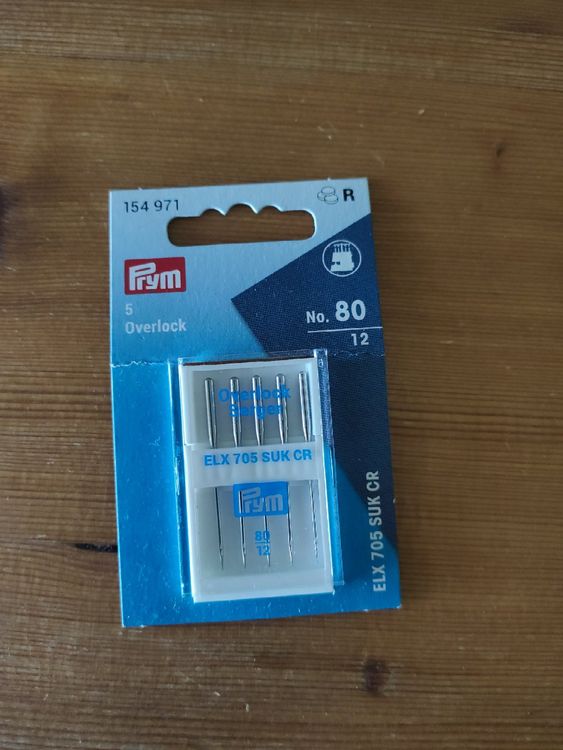 154 971
R
Prym
5
Overlock
No. 80
12
Overlock
Serger
ELX 705 SUK CR
Prym
80
12
ELX 705 SUK CR